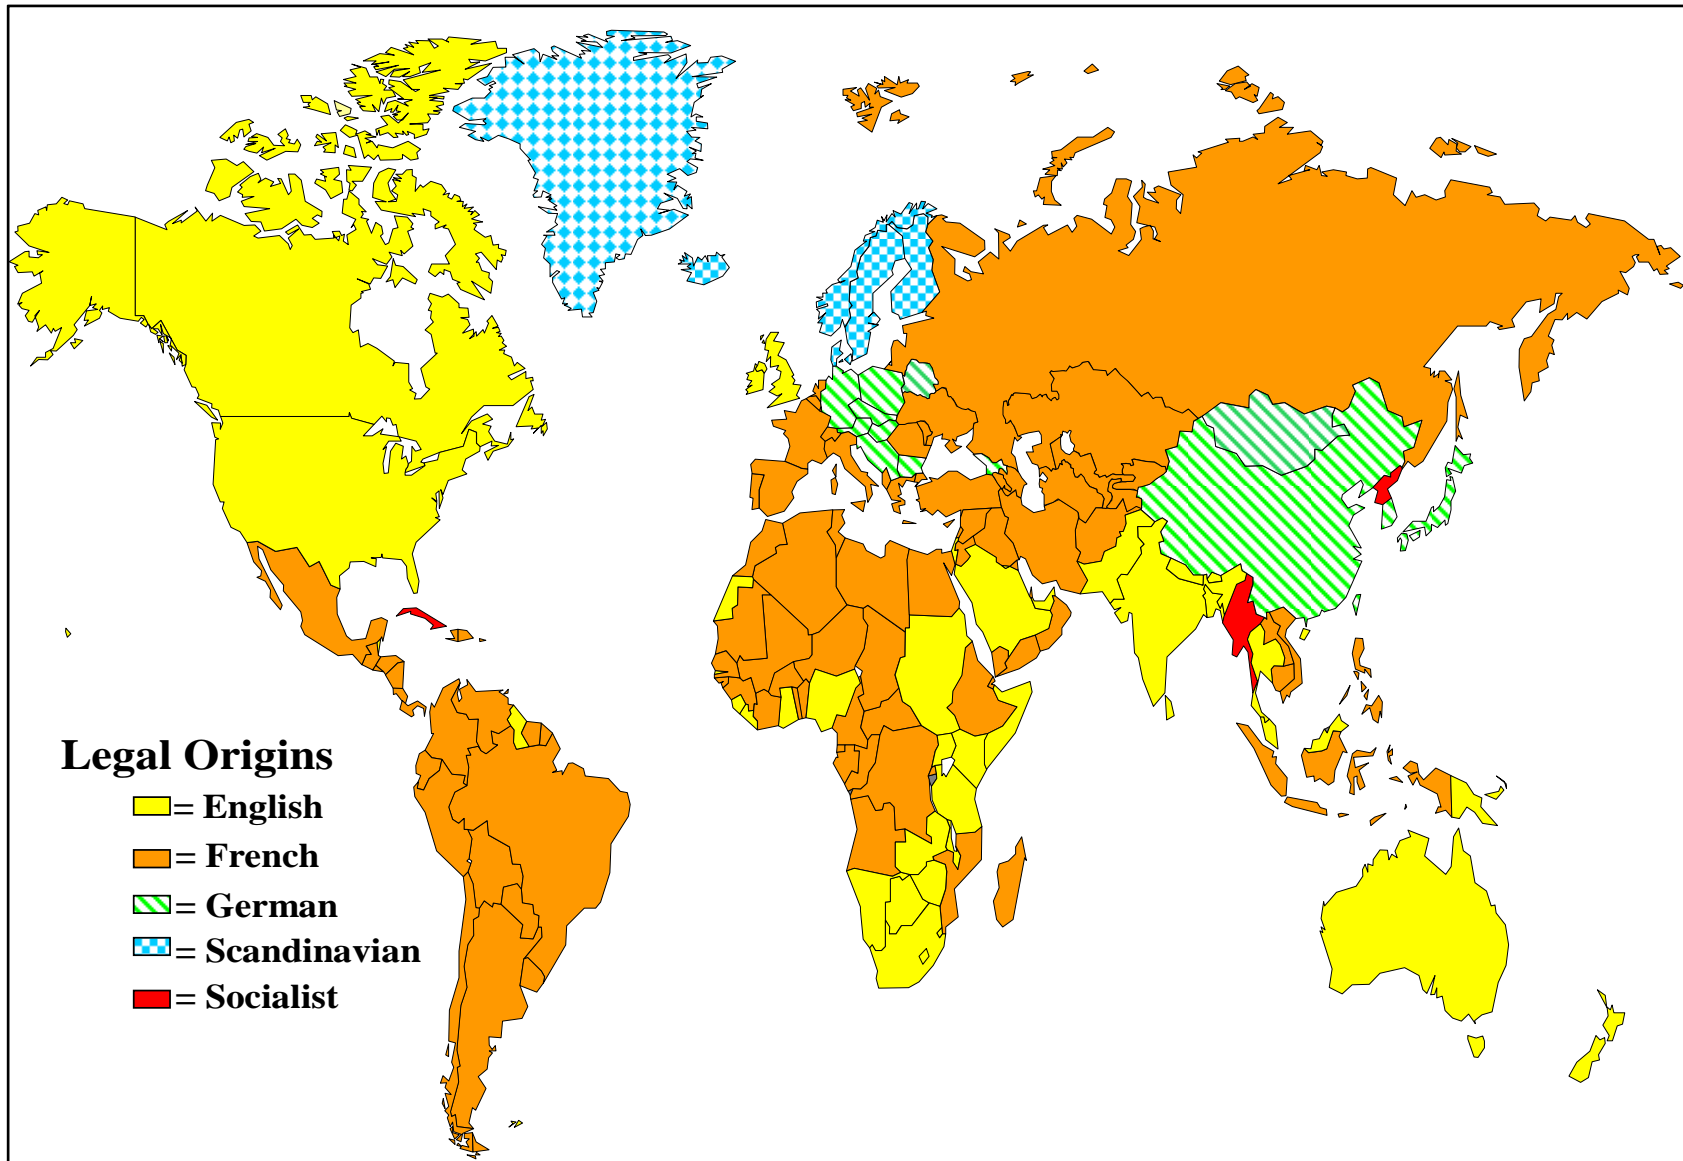 Legal Origins
= English
= French
= German
= Scandinavian
= Socialist